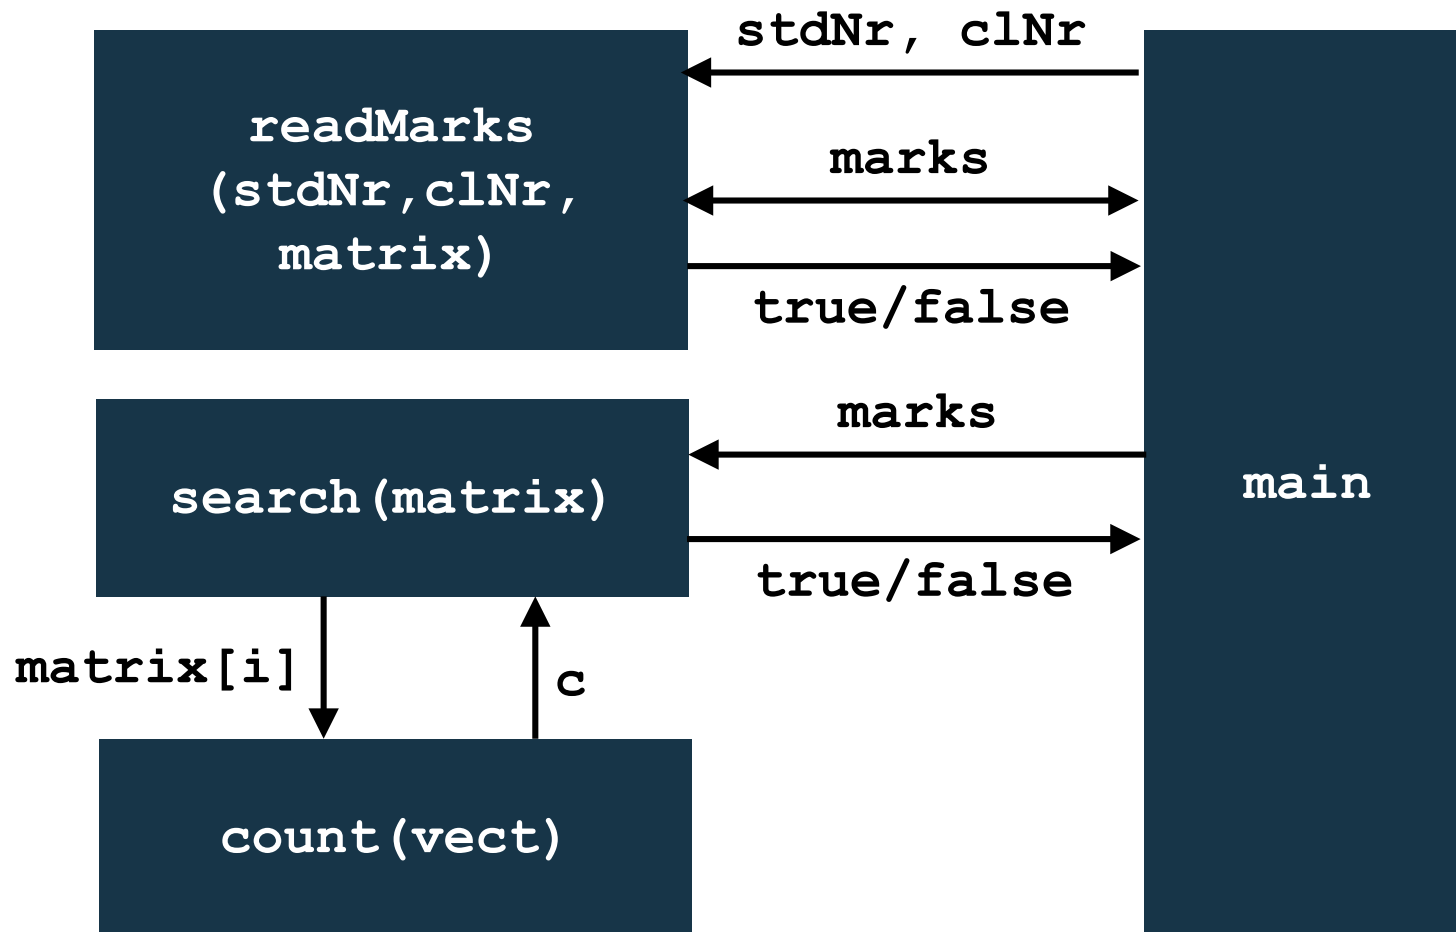 stdNr, clNr
readMarks
(stdNr,clNr,
matrix)
marks
true/false
marks
search(matrix)
main
true/false
matrix[i]
c
count(vect)